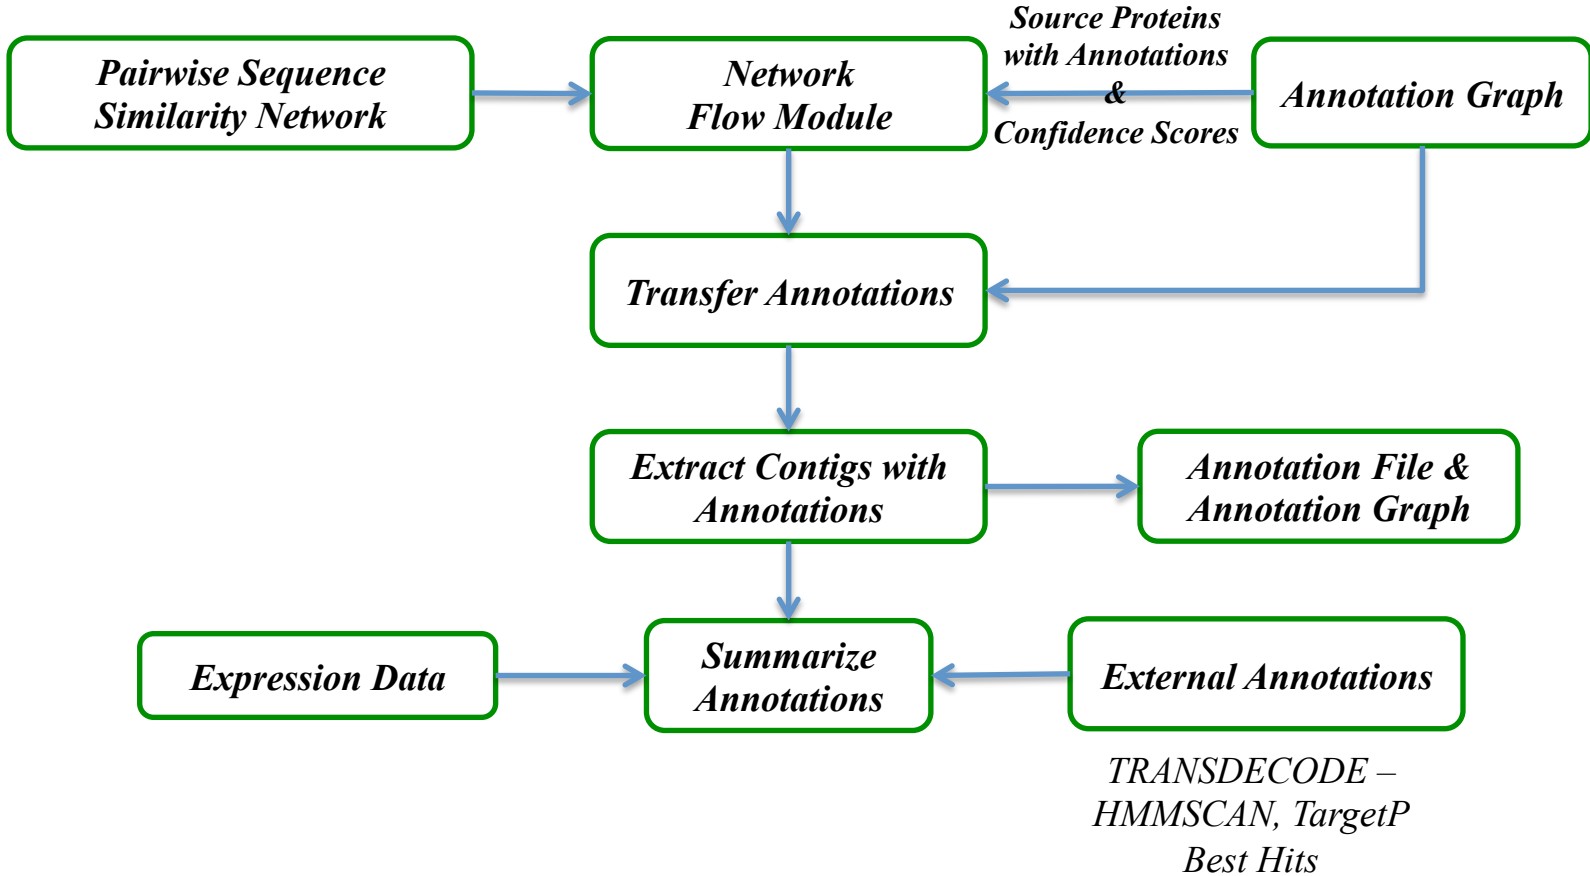 Source Proteins
with Annotations
&
Confidence Scores
Pairwise Sequence
Similarity Network
Network
Flow Module
Annotation Graph
Transfer Annotations
Extract Contigs with
Annotations
Annotation File &
Annotation Graph
Expression Data
Summarize
Annotations
External Annotations
TRANSDECODE –
HMMSCAN, TargetP
Best Hits